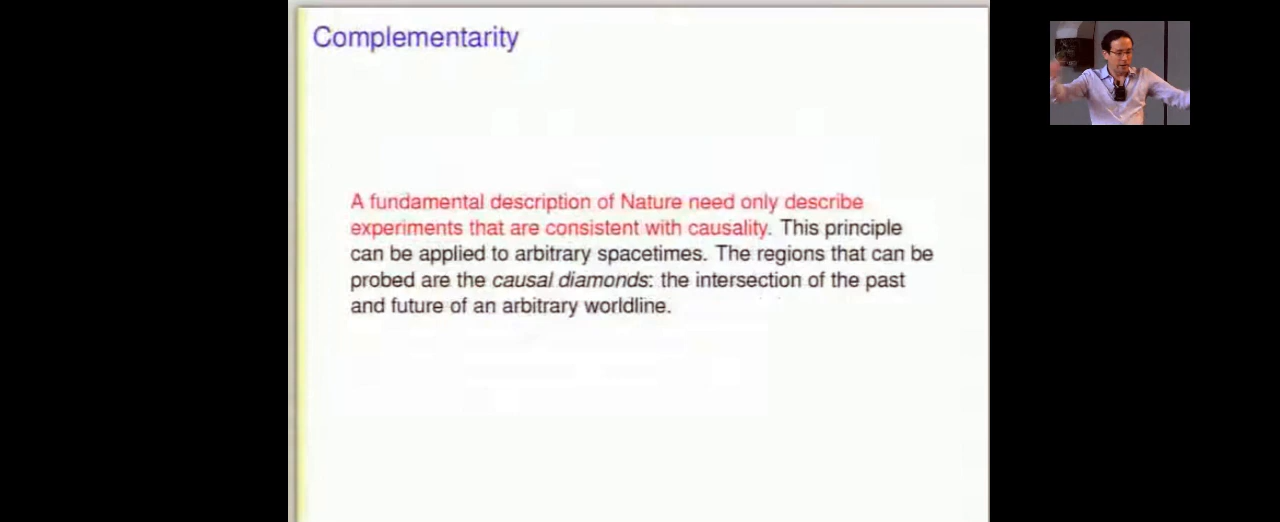 Complementarity
A fundamental description of Nature need only describe
experiments that are consistent with causality. This principle
can be applied to arbitrary spacetimes. The regions that can be
probed are the causal diamonds: the intersection of the past
and future of an arbitrary worldline.